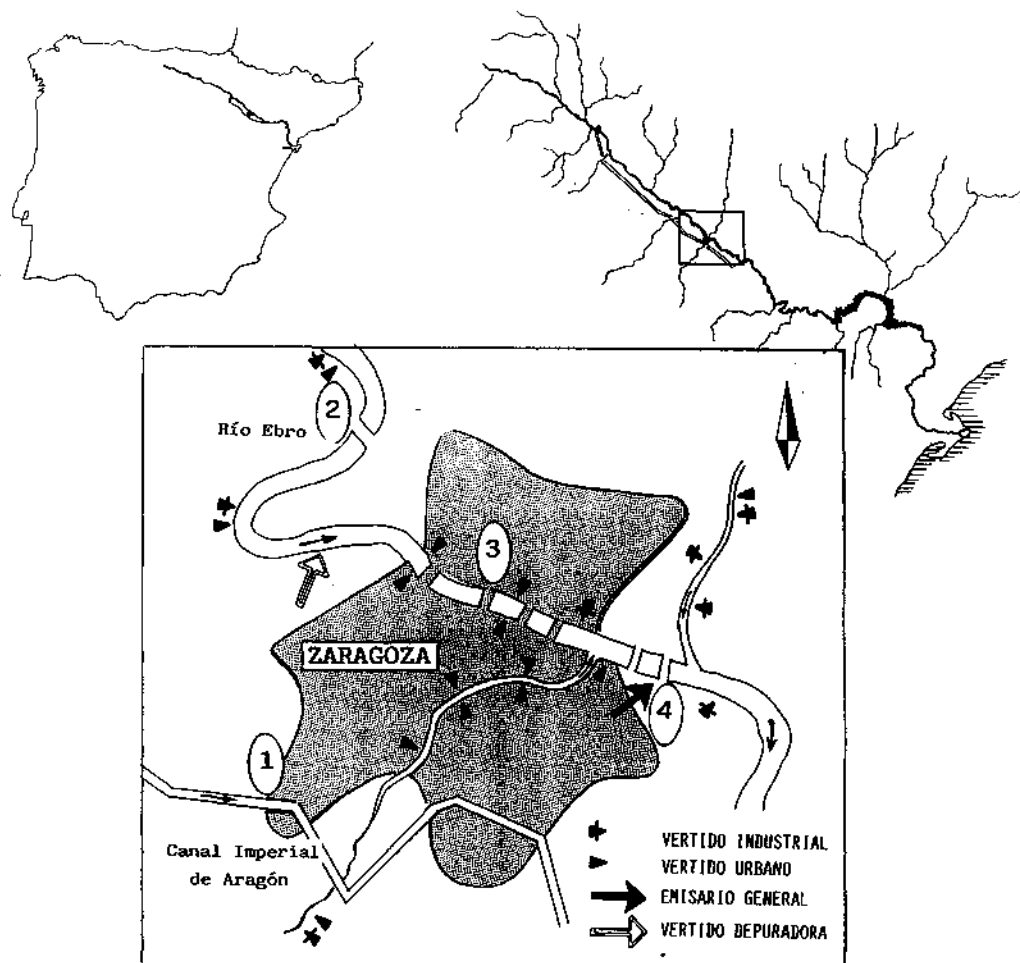 2
Río Ebro
3
ZARAGOZA
4
1
Canal Imperial
de Aragón
VERTIDO INDUSTRIAL
VERTIDO URBANO
EMISARIO GENERAL
VERTIDO DEPURADORA